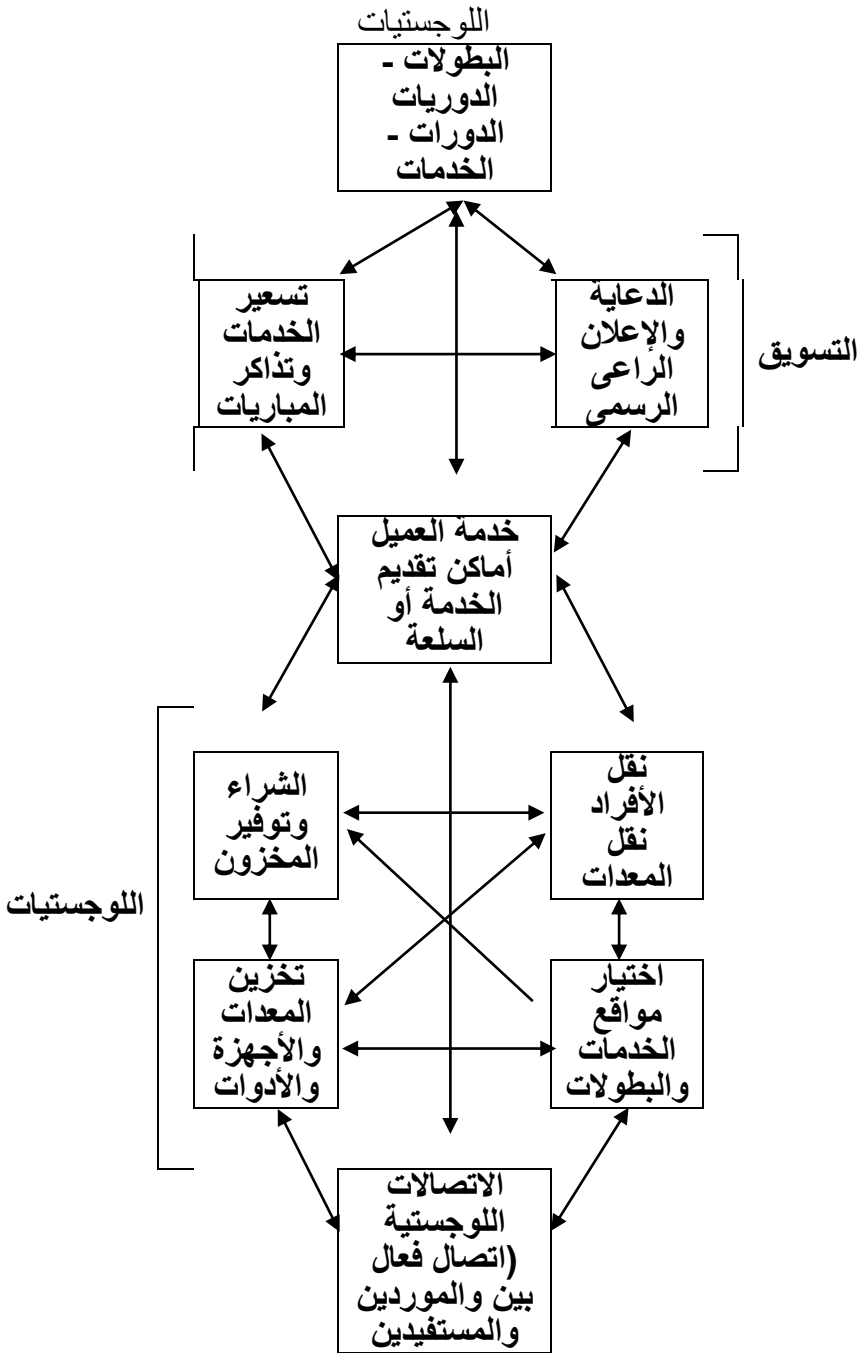 اللوجستيات
البطولات -
الدوريات
الدورات -
الخدمات
الدعاية
والإعلان
الراعى
الرسمى
تسعير
الخدمات
وتذاكر
المباريات
التسويق
خدمة العميل
أماكن تقديم
الخدمة أو
السلعة
نقل
الأفراد
نقل
المعدات
الشراء
وتوفير
المخزون
اللوجستيات
اختيار
مواقع
الخدمات
والبطولات
تخزين
المعدات
والأجهزة
والأدوات
الاتصالات
اللوجستية
(اتصال فعال
بين والموردين
والمستفيدين